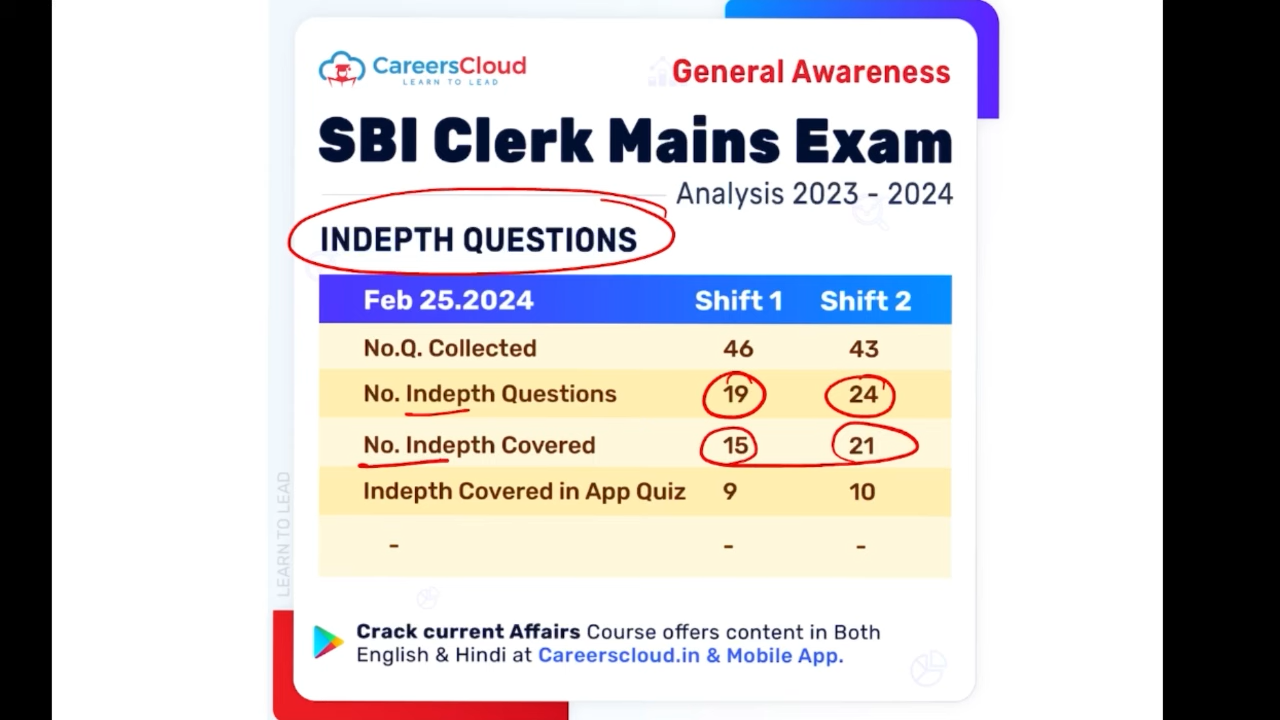 CareersCloud
LEARN TO LEAD
General Awareness
SBI Clerk Mains Exam
Analysis 2023 - 2024
INDEPTH QUESTIONS
Feb 25.2024 Shift 1 Shift 2
No.Q. Collected 46 43
No. Indepth Questions 19 24
No. Indepth Covered 15 21
Indepth Covered in App Quiz 9 10
- - -
LEARN TO LEAD
Crack current Affairs Course offers content in Both
English & Hindi at Careerscloud.in & Mobile App.